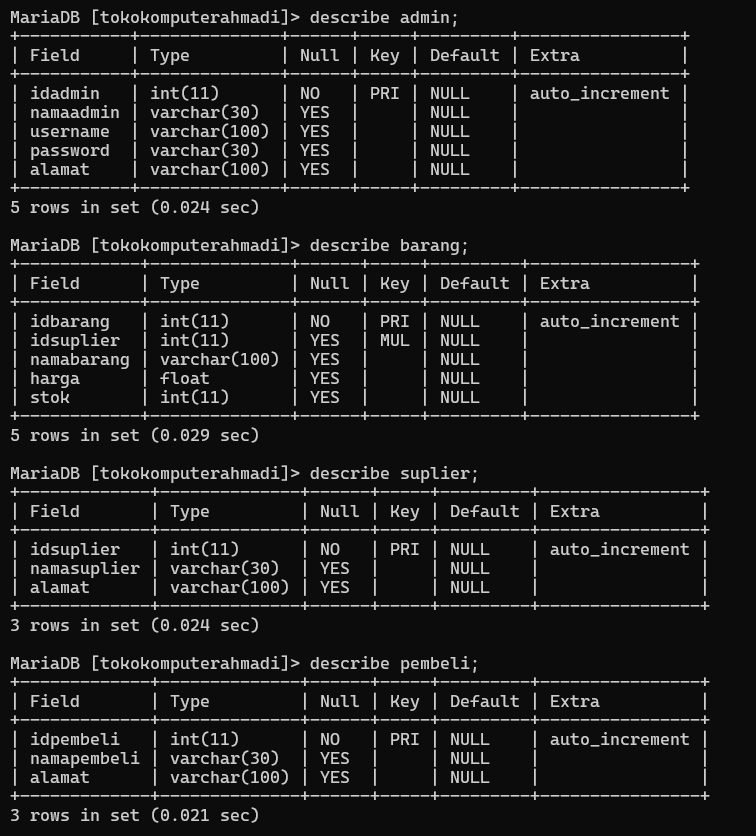 MariaDB [tokokomputerahmadi]> describe admin;
+-----------+--------------+------+-----+---------+----------------+
| Field     | Type         | Null | Key | Default | Extra          |
+-----------+--------------+------+-----+---------+----------------+
| idadmin   | int(11)      | NO   | PRI | NULL    | auto_increment |
| namaadmin | varchar(30)  | YES  |     | NULL    |                |
| username  | varchar(100) | YES  |     | NULL    |                |
| password  | varchar(30)  | YES  |     | NULL    |                |
| alamat    | varchar(100) | YES  |     | NULL    |                |
+-----------+--------------+------+-----+---------+----------------+
5 rows in set (0.024 sec)

MariaDB [tokokomputerahmadi]> describe barang;
+------------+--------------+------+-----+---------+----------------+
| Field      | Type         | Null | Key | Default | Extra          |
+------------+--------------+------+-----+---------+----------------+
| idbarang   | int(11)      | NO   | PRI | NULL    | auto_increment |
| idsuplier  | int(11)      | YES  | MUL | NULL    |                |
| namabarang | varchar(100) | YES  |     | NULL    |                |
| harga      | float        | YES  |     | NULL    |                |
| stok       | int(11)      | YES  |     | NULL    |                |
+------------+--------------+------+-----+---------+----------------+
5 rows in set (0.029 sec)

MariaDB [tokokomputerahmadi]> describe suplier;
+-------------+--------------+------+-----+---------+----------------+
| Field       | Type         | Null | Key | Default | Extra          |
+-------------+--------------+------+-----+---------+----------------+
| idsuplier   | int(11)      | NO   | PRI | NULL    | auto_increment |
| namasuplier | varchar(30)  | YES  |     | NULL    |                |
| alamat      | varchar(100) | YES  |     | NULL    |                |
+-------------+--------------+------+-----+---------+----------------+
3 rows in set (0.024 sec)

MariaDB [tokokomputerahmadi]> describe pembeli;
+-------------+--------------+------+-----+---------+----------------+
| Field       | Type         | Null | Key | Default | Extra          |
+-------------+--------------+------+-----+---------+----------------+
| idpembeli   | int(11)      | NO   | PRI | NULL    | auto_increment |
| namapembeli | varchar(30)  | YES  |     | NULL    |                |
| alamat      | varchar(100) | YES  |     | NULL    |                |
+-------------+--------------+------+-----+---------+----------------+
3 rows in set (0.021 sec)